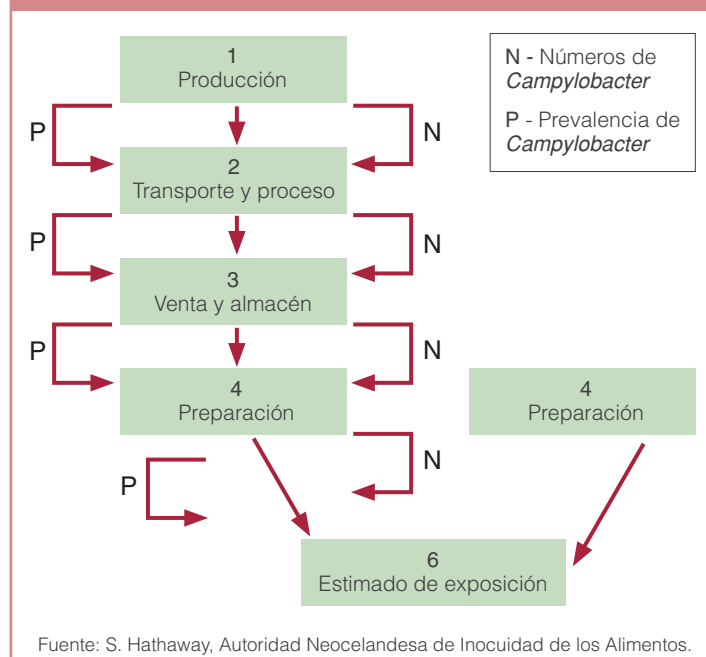 1
Producción
N - Números de
Campylobacter
P - Prevalencia de
Campylobacter
P
N
2
Transporte y proceso
P
N
3
Venta y almacén
P
N
4
Preparación
4
Preparación
P
N
6
Estimado de exposición
Fuente: S. Hathaway, Autoridad Neocelandesa de Inocuidad de los Alimentos.